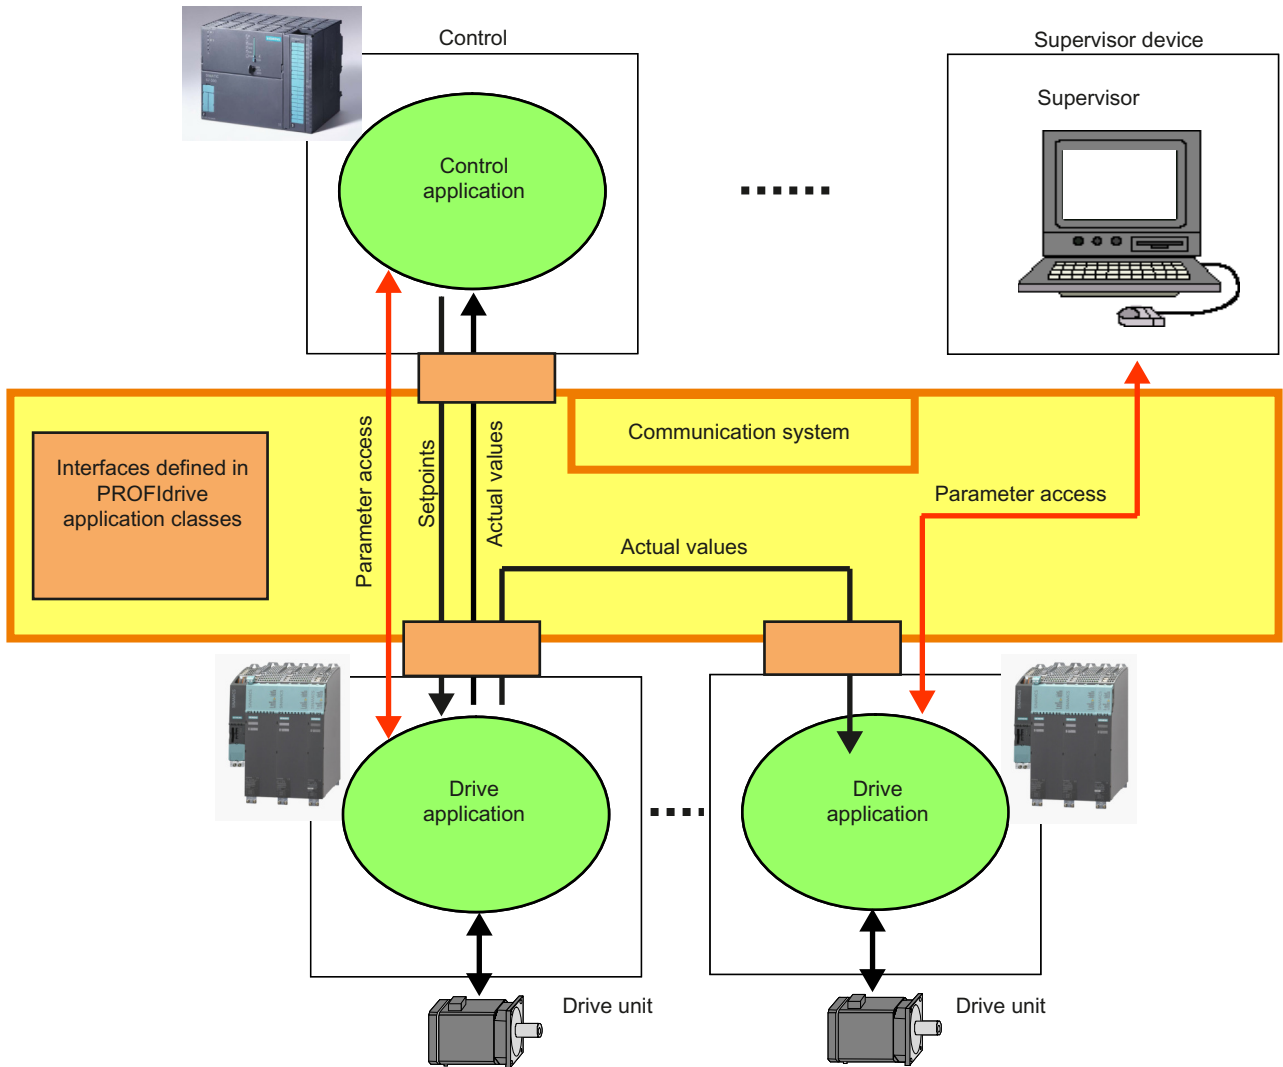 Control
Supervisor device
Supervisor
Control
application
Communication system
Interfaces defined in
PROFIdrive
application classes
Parameter access
Setpoints
Actual values
Parameter access
Actual values
Drive
application
Drive
application
Drive unit
Drive unit